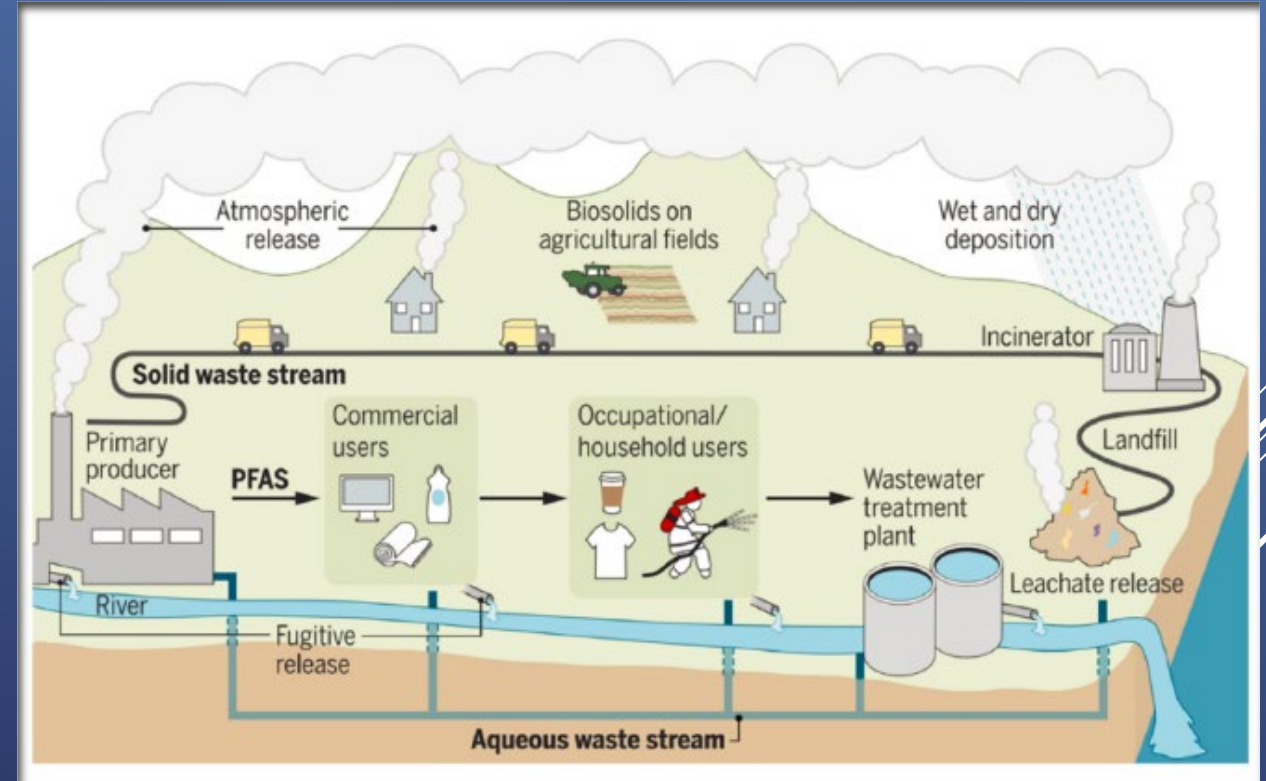 Atmospheric
release
Biosolids on
agricultural fields
Wet and dry
deposition
Incinerator
Solid waste stream
Primary
producer
PFAS
Commercial
users
Occupational/
household users
Wastewater
treatment
plant
Landfill
Leachate release
River
Fugitive
release
Aqueous waste stream